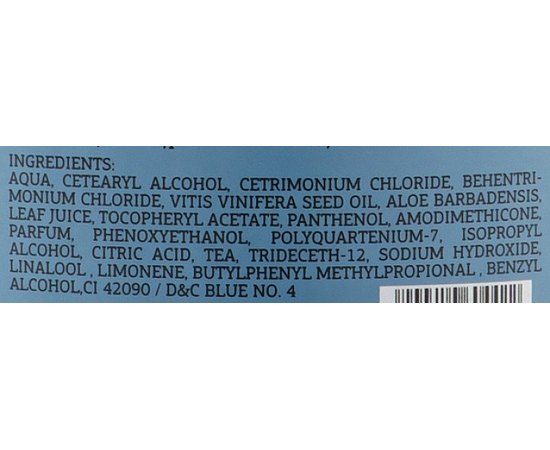 INGREDIENTS:
AQUA, CETEARYL ALCOHOL, CETRIMONIUM CHLORIDE, BEHENTRI-
MONIUM CHLORIDE, VITIS VINIFERA SEED OIL, ALOE BARBADENSIS,
LEAF JUICE, TOCOPHERYL ACETATE, PANTHENOL, AMODIMETHICONE,
PARFUM, PHENOXYETHANOL, POLYQUARTENIUM-7, ISOPROPYL
ALCOHOL, CITRIC ACID, TEA, TRIDECETH-12, SODIUM HYDROXIDE,
LINALOOL , LIMONENE, BUTYLPHENYL METHYLPROPIONAL , BENZYL
ALCOHOL,CI 42090 / D&C BLUE NO. 4